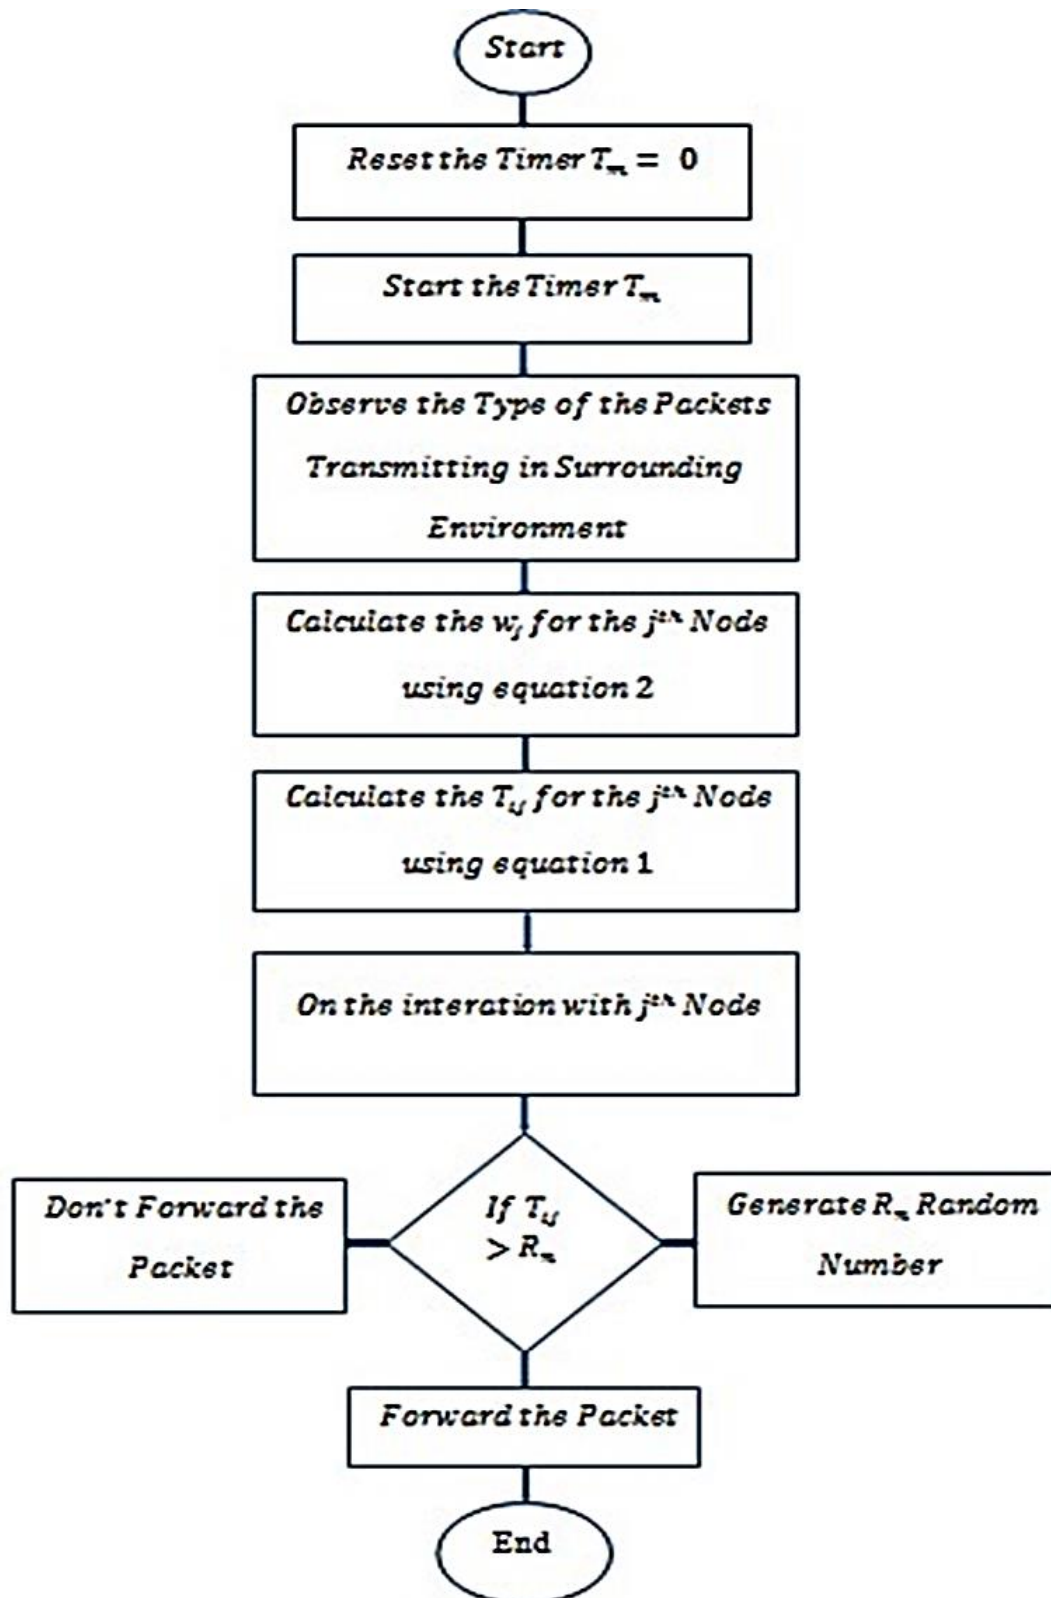 Start
Reset the Timer Tₘ = 0
Start the Timer Tₘ
Observe the Type of the Packets
Transmitting in Surrounding
Environment
Calculate the wⱼ for the jᵗʰ Node
using equation 2
Calculate the Tᵢⱼ for the jᵗʰ Node
using equation 1
On the interation with jᵗʰ Node
If Tᵢⱼ
> Rₙ
Don't Forward the
Packet
Generate Rₙ Random
Number
Forward the Packet
End